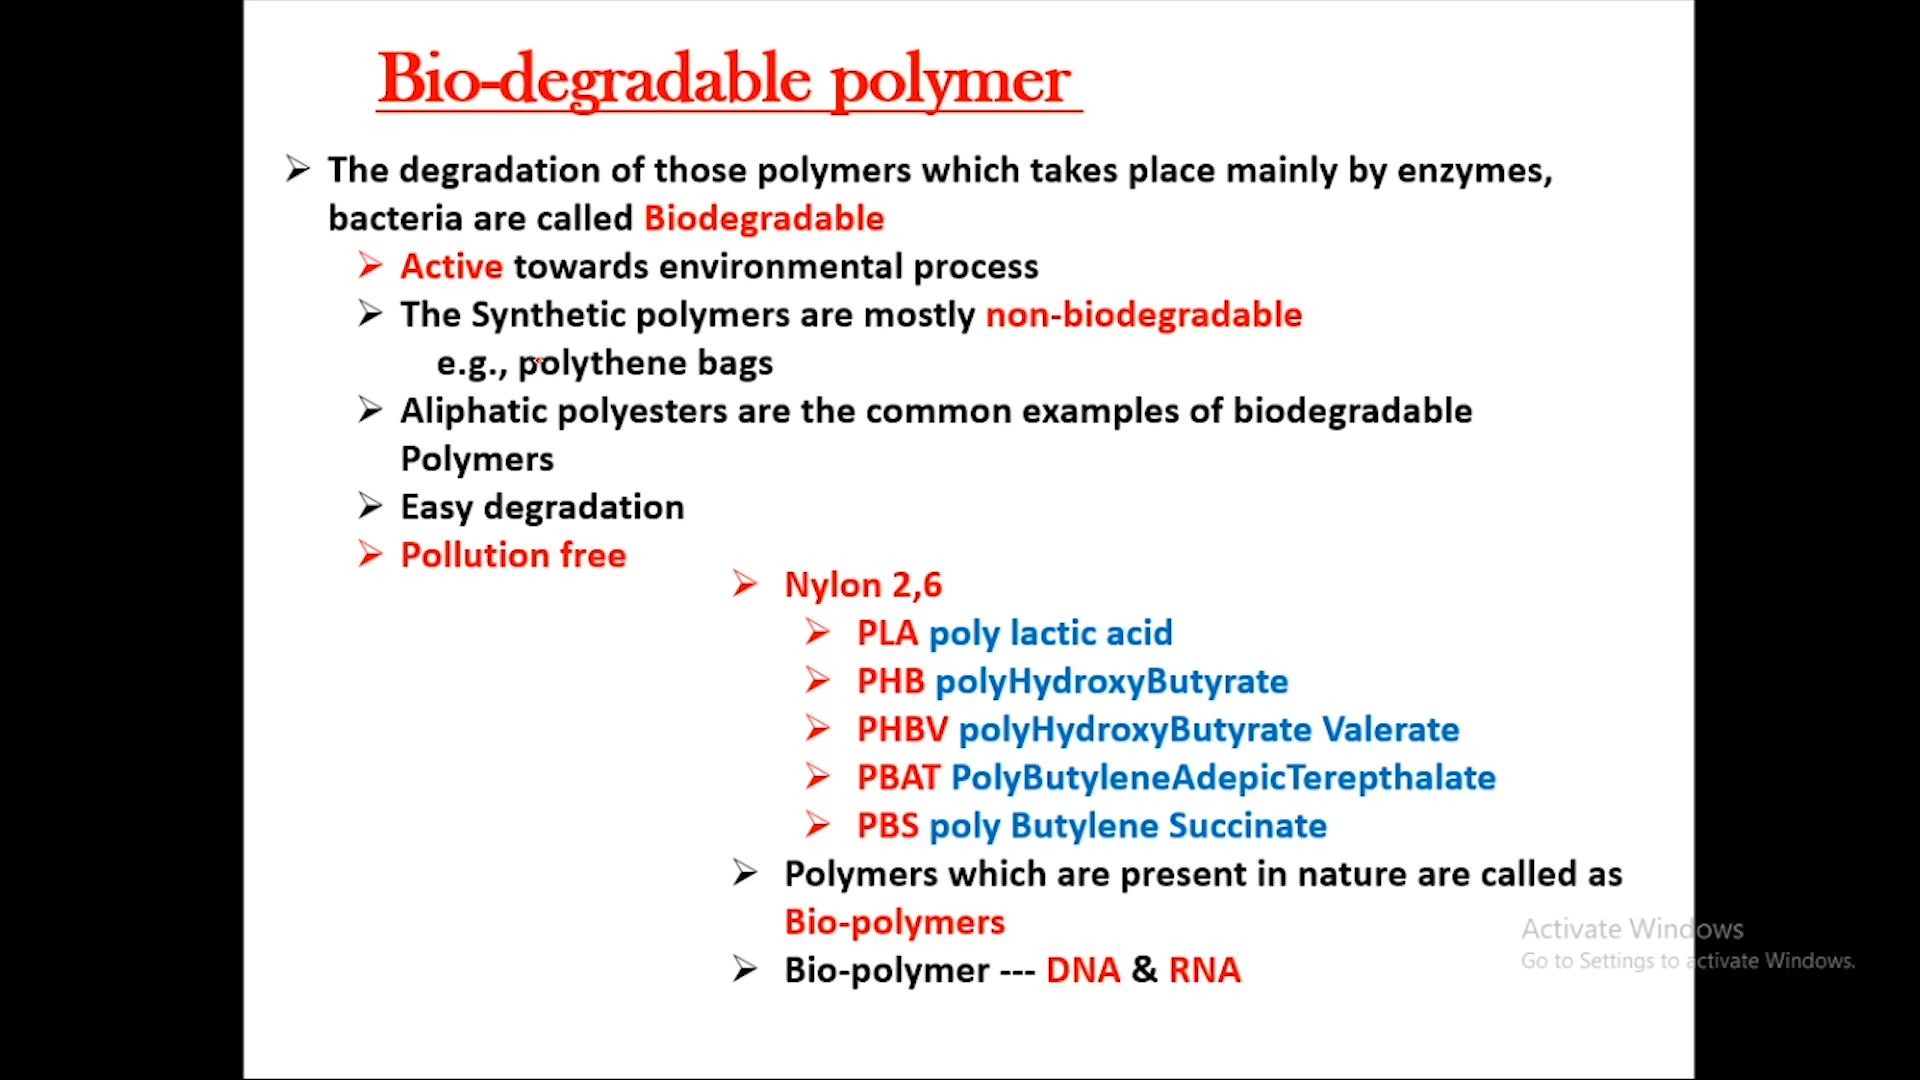 Bio-degradable polymer
The degradation of those polymers which takes place mainly by enzymes,
bacteria are called Biodegradable
Active towards environmental process
The Synthetic polymers are mostly non-biodegradable
e.g., polythene bags
Aliphatic polyesters are the common examples of biodegradable
Polymers
Easy degradation
Pollution free
Nylon 2,6
PLA poly lactic acid
PHB polyHydroxyButyrate
PHBV polyHydroxyButyrate Valerate
PBAT PolyButyleneAdepicTerepthalate
PBS poly Butylene Succinate
Polymers which are present in nature are called as
Bio-polymers
Bio-polymer --- DNA & RNA
Activate Windows
Go to Settings to activate Windows.